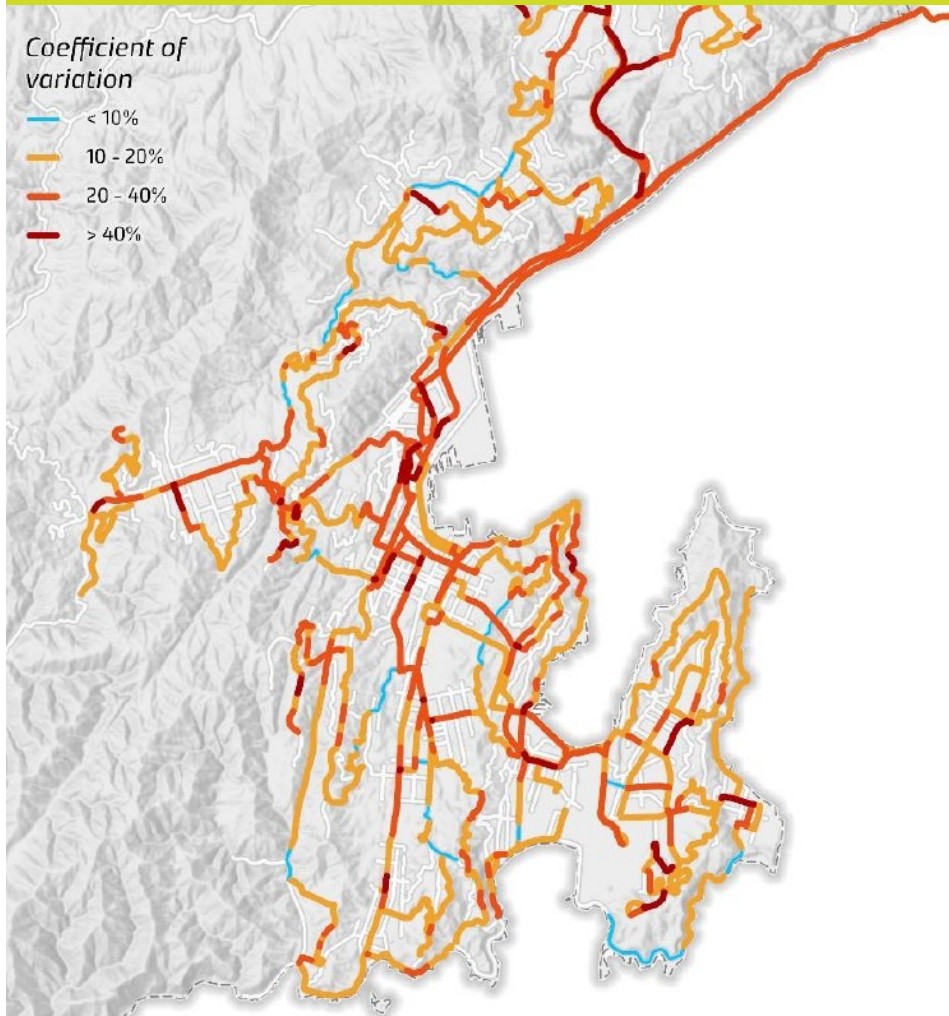 Coefficient of
variation
< 10%
10 - 20%
20 - 40%
> 40%